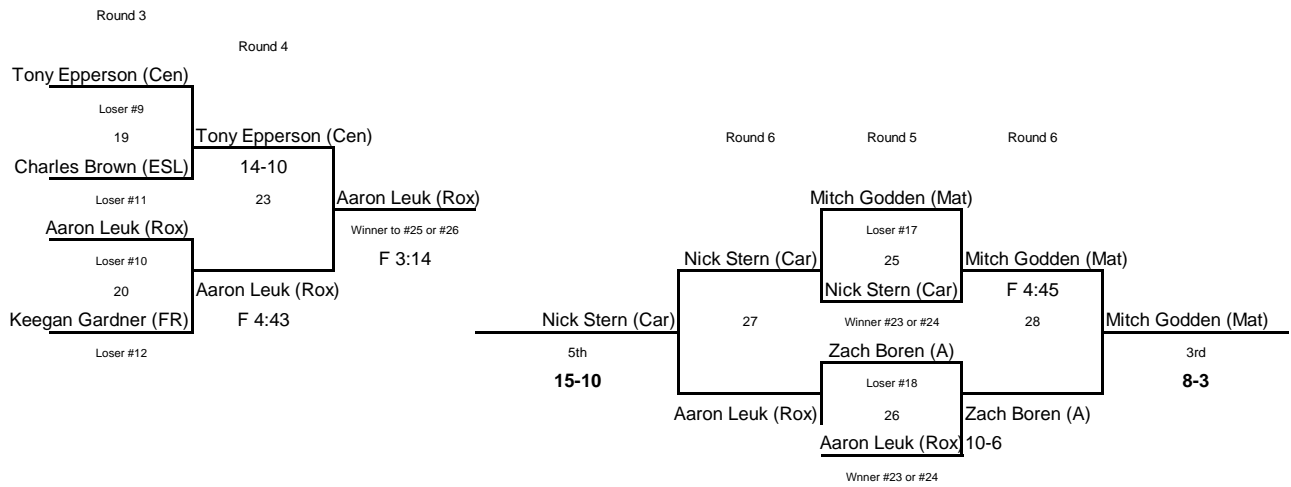 Round 3
Round 4
Tony Epperson (Cen)
Loser #9
19
Tony Epperson (Cen)
Charles Brown (ESL)
14-10
Loser #11
23
Aaron Leuk (Rox)
Aaron Leuk (Rox)
Winner to #25 or #26
Loser #10
F 3:14
20
Aaron Leuk (Rox)
Keegan Gardner (FR)
F 4:43
Loser #12
Round 6
Round 5
Round 6
Mitch Godden (Mat)
Loser #17
Nick Stern (Car)
25
Mitch Godden (Mat)
Nick Stern (Car)
F 4:45
Nick Stern (Car)
27
Winner #23 or #24
28
Mitch Godden (Mat)
5th
Zach Boren (A)
3rd
15-10
Loser #18
8-3
Aaron Leuk (Rox)
26
Zach Boren (A)
Aaron Leuk (Rox)
10-6
Wnner #23 or #24